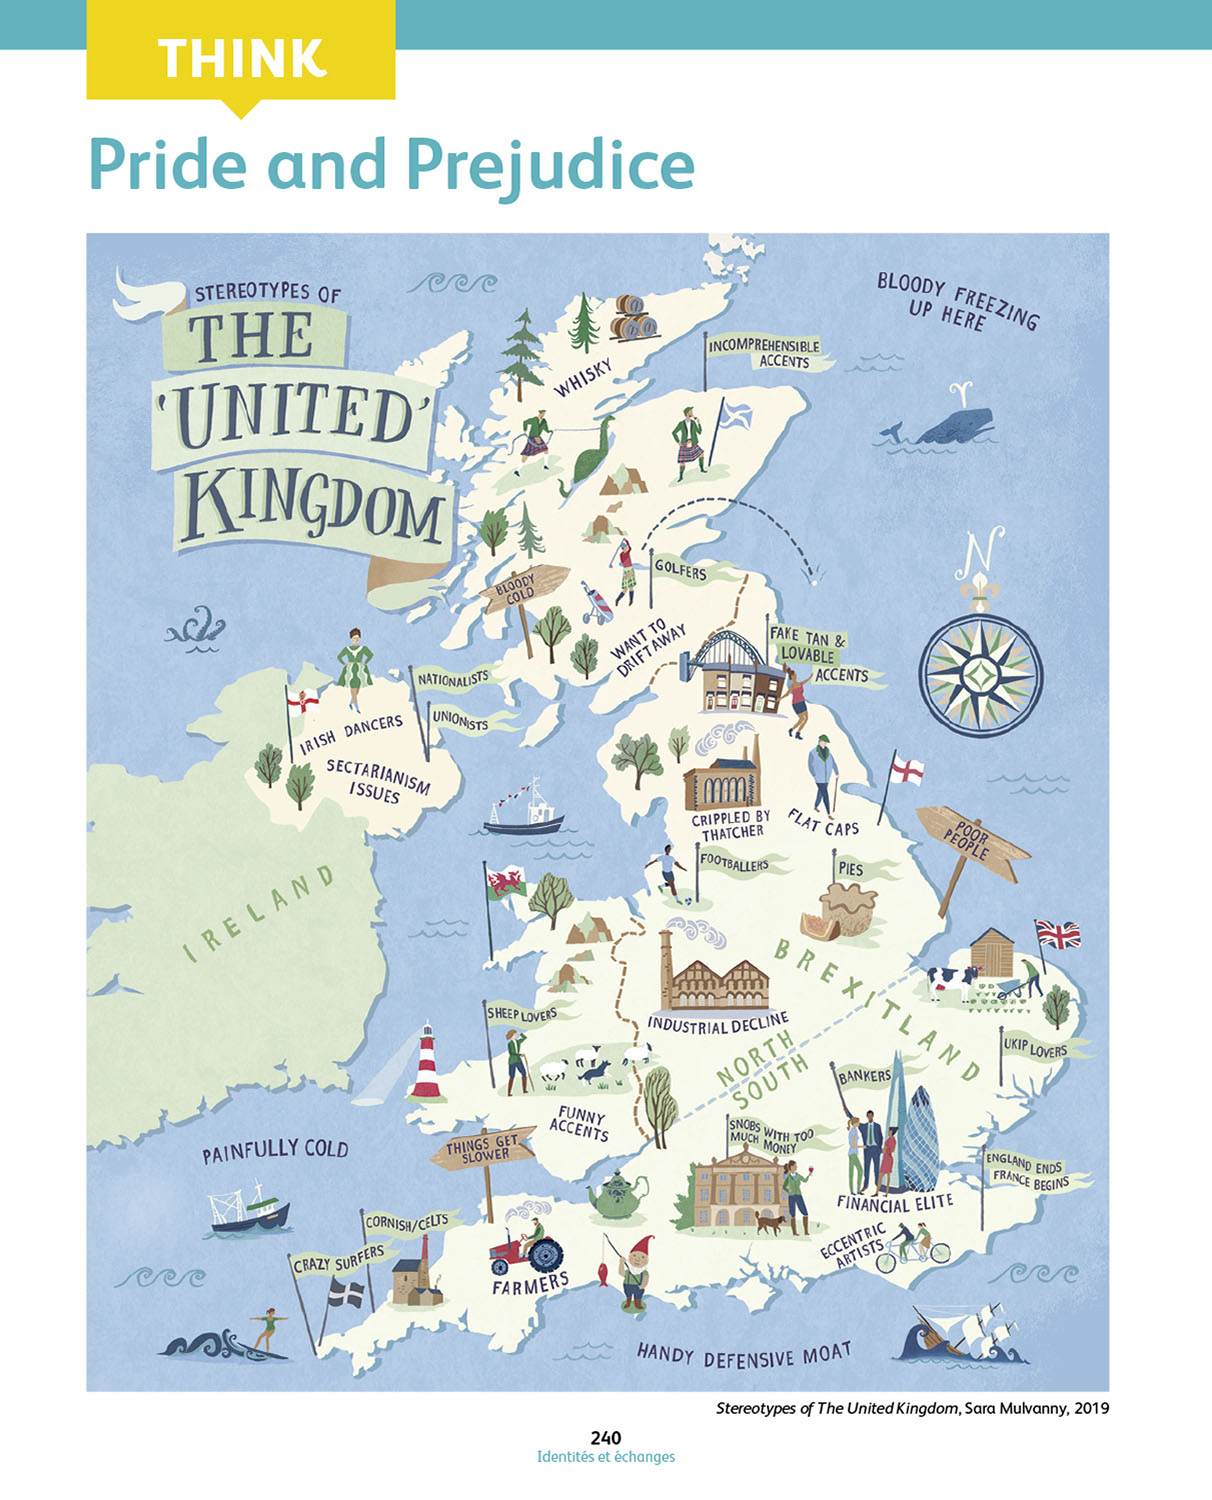 THINK
Pride and Prejudice
STEREOTYPES OF
THE
'UNITED'
KINGDOM
BLOODY FREEZING
UP HERE
INCOMPREHENSIBLE
ACCENTS
WHISKY
GOLFERS
BLOODY
COLD
WANT TO
DRIFT AWAY
N
FAKE TAN &
LOVABLE
ACCENTS
NATIONALISTS
UNIONISTS
IRISH DANCERS
SECTARIANISM
ISSUES
CRIPPLED BY
THATCHER
FLAT CAPS
POOR
PEOPLE
FOOTBALLERS
PIES
IRELAND
BREXITLAND
SHEEP LOVERS
INDUSTRIAL DECLINE
NORTH
SOUTH
UKIP LOVERS
BANKERS
FUNNY
ACCENTS
SNOBS WITH TOO
MUCH MONEY
PAINFULLY COLD
THINGS GET
SLOWER
ENGLAND ENDS
FRANCE BEGINS
FINANCIAL ELITE
CORNISH/CELTS
CRAZY SURFERS
ECCENTRIC
ARTISTS
FARMERS
HANDY DEFENSIVE MOAT
Stereotypes of The United Kingdom, Sara Mulvanny, 2019
240
Identités et échanges